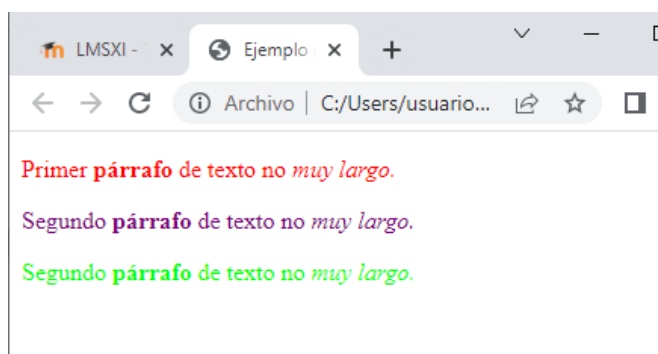 LMSXI -
Ejemplo
Archivo | C:/Users/usuario...
Primer párrafo de texto no muy largo.
Segundo párrafo de texto no muy largo.
Segundo párrafo de texto no muy largo.